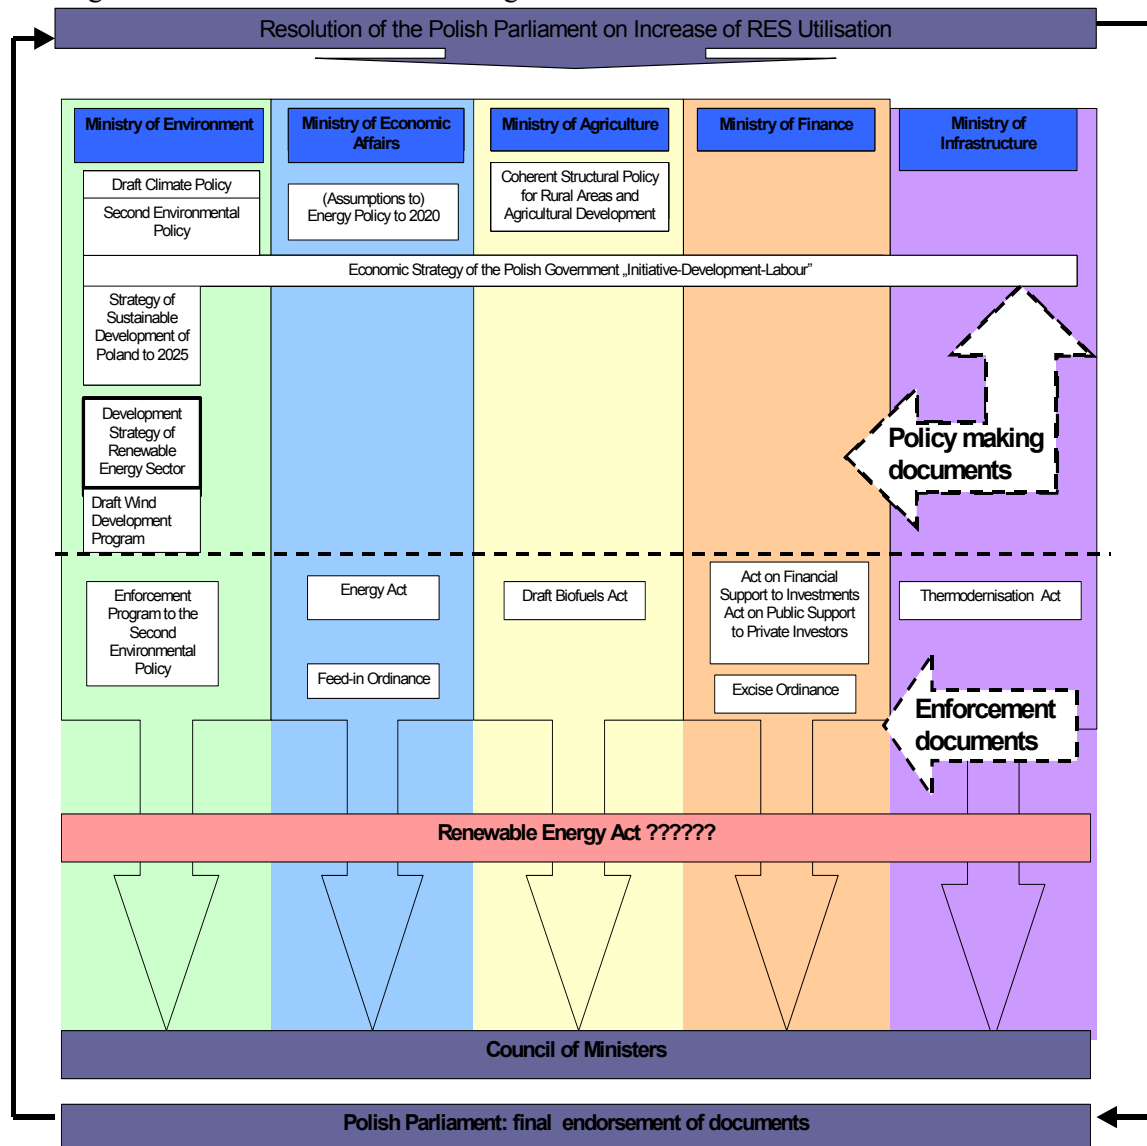 Resolution of the Polish Parliament on Increase of RES Utilisation
Ministry of Environment
Ministry of Economic
Affairs
Ministry of Agriculture
Ministry of Finance
Ministry of
Infrastructure
Draft Climate Policy
Second Environmental
Policy
(Assumptions to)
Energy Policy to 2020
Coherent Structural Policy
for Rural Areas and
Agricultural Development
Economic Strategy of the Polish Government „Initiative-Development-Labour”
Strategy of
Sustainable
Development of
Poland to 2025
Development
Strategy of
Renewable
Energy Sector
Draft Wind
Development
Program
Policy making
documents
Enforcement
Program to the
Second
Environmental
Policy
Energy Act
Feed-in Ordinance
Draft Biofuels Act
Act on Financial
Support to Investments
Act on Public Support
to Private Investors
Excise Ordinance
Thermodernisation Act
Enforcement
documents
Renewable Energy Act ??????
Council of Ministers
Polish Parliament: final endorsement of documents